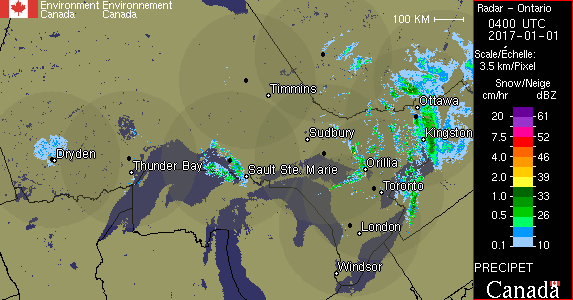 Environment Environnement
Canada Canada
100 KM
Timmins
Ottawa
Sudbury
Kingston
Dryden
Thunder Bay
Sault Ste. Marie
Orillia
Toronto
London
Windsor
Radar - Ontario
0400 UTC
2017-01-01
Scale/Échelle:
3.5 km/Pixel
Snow/Neige
cm/hr dBZ
20 61
7.5 52
4.0 46
2.0 39
1.0 33
0.5 26
0.1 10
PRECIPET
Canada